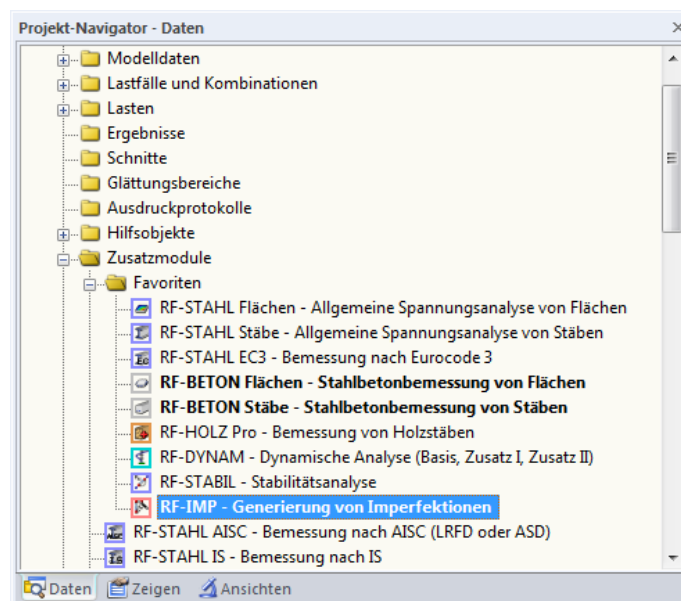 Projekt-Navigator - Daten
Modelldaten
Lastfälle und Kombinationen
Lasten
Ergebnisse
Schnitte
Glättungsbereiche
Ausdruckprotokolle
Hilfsobjekte
Zusatzmodule
Favoriten
RF-STAHL Flächen - Allgemeine Spannungsanalyse von Flächen
RF-STAHL Stäbe - Allgemeine Spannungsanalyse von Stäben
RF-STAHL EC3 - Bemessung nach Eurocode 3
RF-BETON Flächen - Stahlbetonbemessung von Flächen
RF-BETON Stäbe - Stahlbetonbemessung von Stäben
RF-HOLZ Pro - Bemessung von Holzstäben
RF-DYNAM - Dynamische Analyse (Basis, Zusatz I, Zusatz II)
RF-STABIL - Stabilitätsanalyse
RF-IMP - Generierung von Imperfektionen
RF-STAHL AISC - Bemessung nach AISC (LRFD oder ASD)
RF-STAHL IS - Bemessung nach IS
Daten Zeigen Ansichten